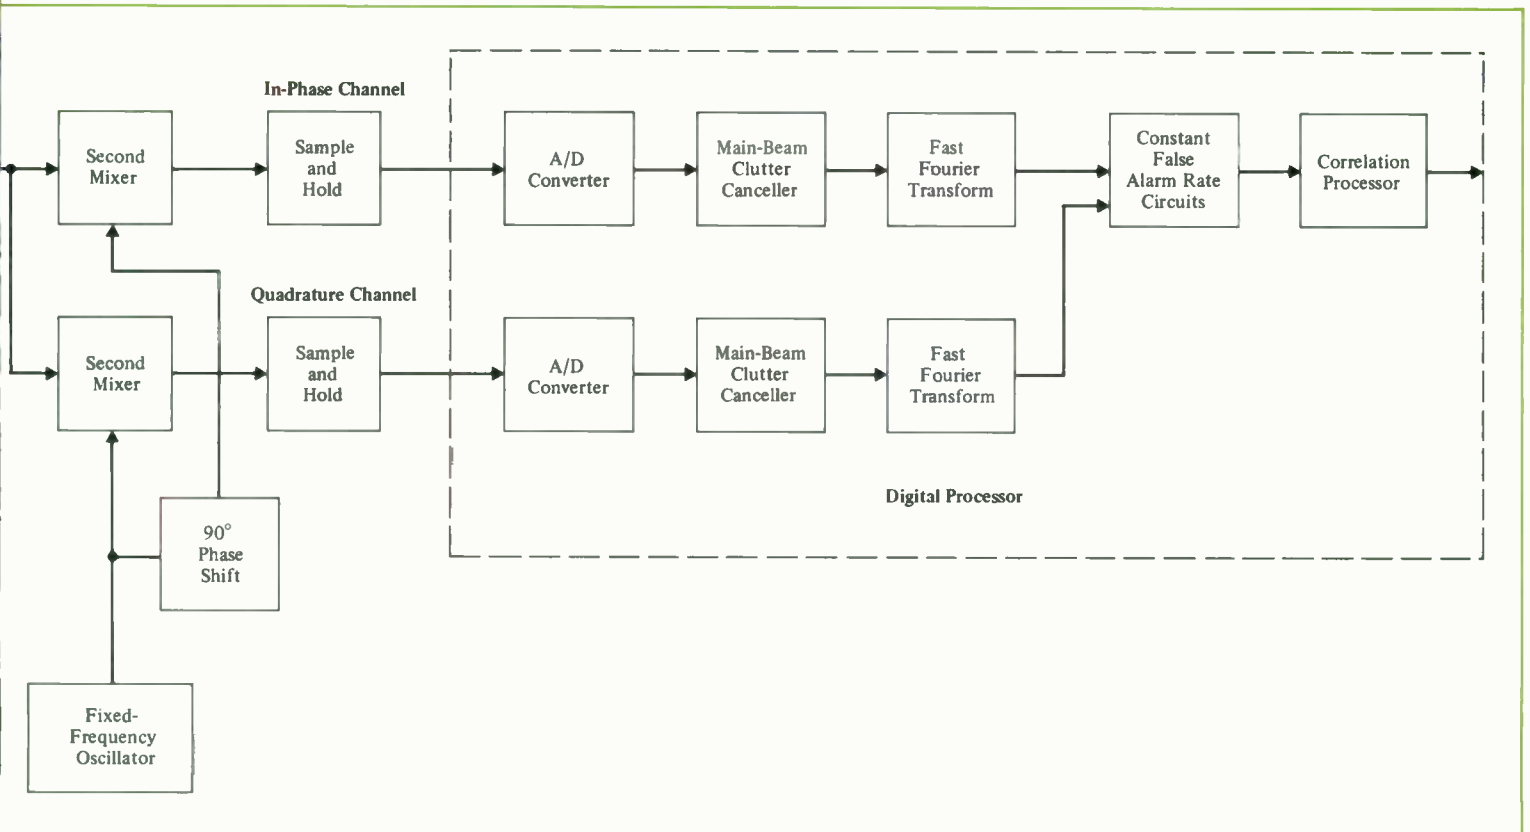 In-Phase Channel
Second
Mixer
Sample
and
Hold
A/D
Converter
Main-Beam
Clutter
Canceller
Fast
Fourier
Transform
Constant
False
Alarm Rate
Circuits
Correlation
Processor
Quadrature Channel
Second
Mixer
Sample
and
Hold
A/D
Converter
Main-Beam
Clutter
Canceller
Fast
Fourier
Transform
Digital Processor
90°
Phase
Shift
Fixed-
Frequency
Oscillator